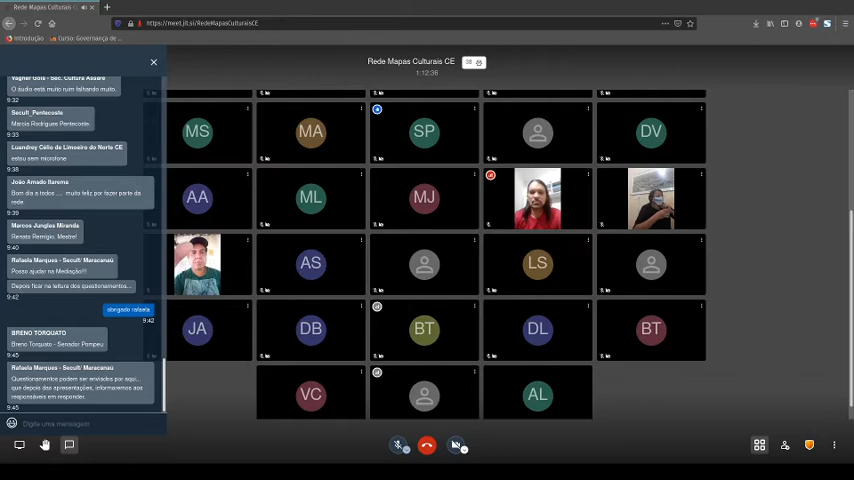 Rede Mapas Culturais
https://meet.jit.si/RedeMapasCulturaisCE
Introdução
Curso: Governança de ...
Rede Mapas Culturais CE
38
1:12:36
Vagner Gois - Sec. Cultura Assaré
O áudio está muito ruim falhando muito.
9:32
Secult_Pentecoste
Marcia Rodrigues Pentecoste.
9:33
Luandrey Célio de Limoeiro do Norte CE
estau sem microfone
9:38
João Amado Itarema
Bom dia a todos .... muito feliz por fazer parte da
rede
9:39
Marcos Jungles Miranda
Renato Remígio, Mestre!
9:40
Rafaela Marques - Secult/ Maracanaú
Posso ajudar na Mediação!!!
Depois ficar na leitura dos questionamentos...
9:42
obrigado rafaela
9:42
BRENO TORQUATO
Breno Torquato - Senador Pompeu
9:45
Rafaela Marques - Secult/ Maracanaú
Questionamentos podem ser enviados por aqui...
que depois das apresentações, informaremos aos
responsáveis em responder.
9:45
Digite uma mensagem
MS
MA
SP
DV
AA
ML
MJ
AS
LS
JA
DB
BT
DL
BT
VC
AL